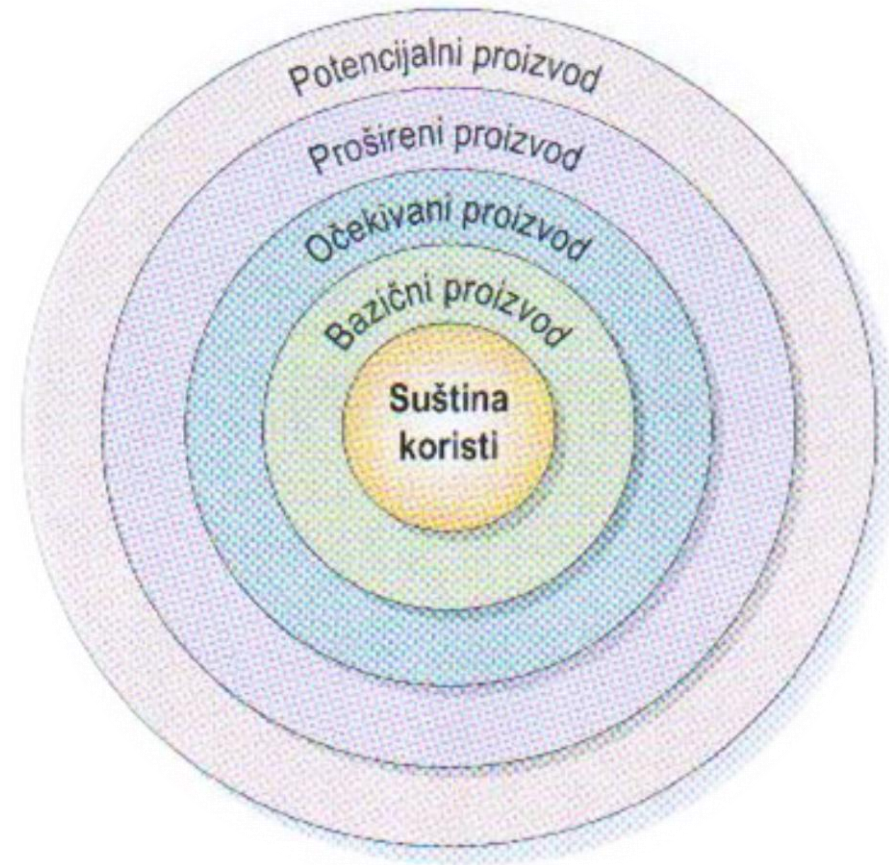 Potencijalni proizvod
Prošireni proizvod
Očekivani proizvod
Bazični proizvod
Suština
koristi